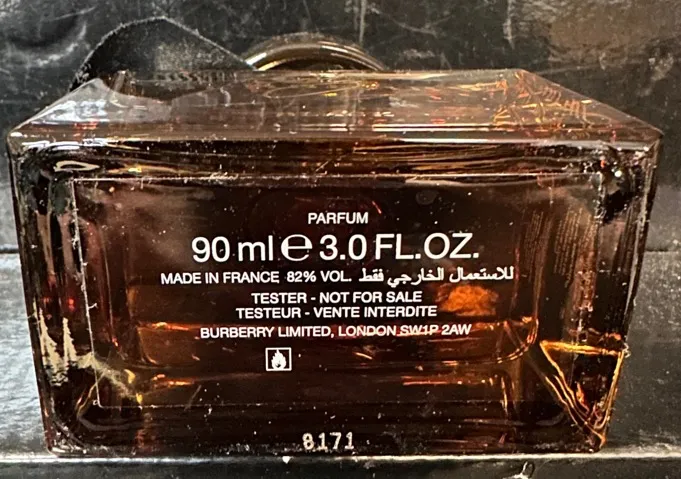 PARFUM
90 ml e 3.0 FL.OZ.
MADE IN FRANCE 82% VOL. للاستعمال الخارجي فقط
TESTER - NOT FOR SALE
TESTEUR - VENTE INTERDITE
BURBERRY LIMITED, LONDON SW1P 2AW
8171